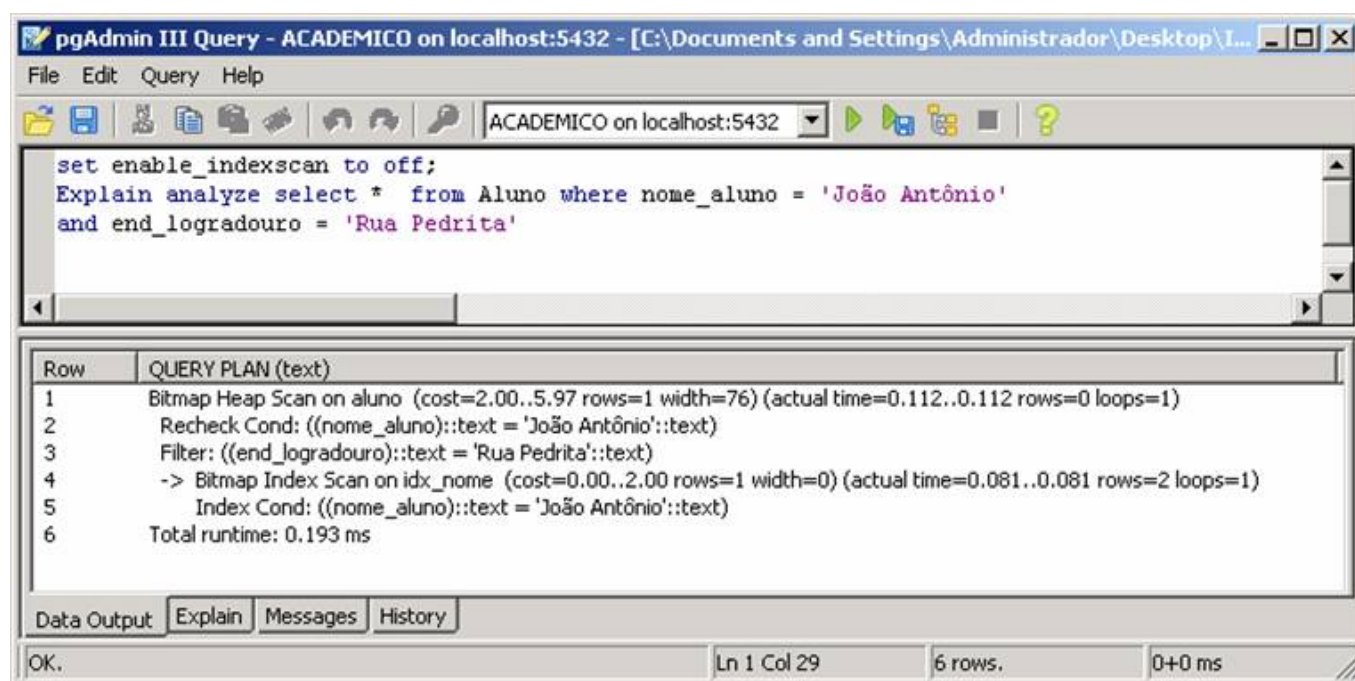 pgAdmin III Query - ACADEMICO on localhost:5432 - [C:\Documents and Settings\Administrador\Desktop\I...
File Edit Query Help
ACADEMICO on localhost:5432
set enable_indexscan to off;
Explain analyze select * from Aluno where nome_aluno = 'João Antônio'
and end_logradouro = 'Rua Pedrita'
Row QUERY PLAN (text)
1 Bitmap Heap Scan on aluno (cost=2.00..5.97 rows=1 width=76) (actual time=0.112..0.112 rows=0 loops=1)
2 Recheck Cond: ((nome_aluno)::text = 'João Antônio'::text)
3 Filter: ((end_logradouro)::text = 'Rua Pedrita'::text)
4 -> Bitmap Index Scan on idx_nome (cost=0.00..2.00 rows=1 width=0) (actual time=0.081..0.081 rows=2 loops=1)
5 Index Cond: ((nome_aluno)::text = 'João Antônio'::text)
6 Total runtime: 0.193 ms
Data Output Explain Messages History
OK. Ln 1 Col 29 6 rows. 0+0 ms